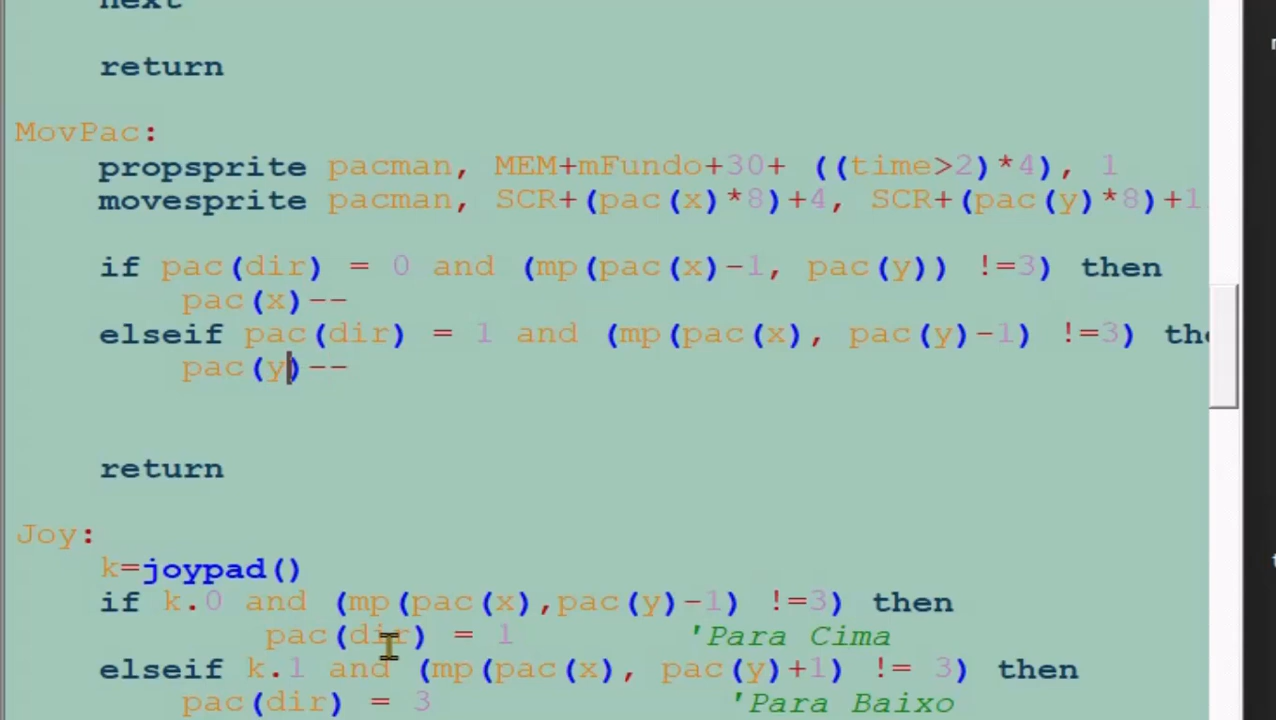 next
return
MovPac:
propsprite pacman, MEM+mFundo+30+ ((time>2)*4), 1
movesprite pacman, SCR+(pac(x)*8)+4, SCR+(pac(y)*8)+1
if pac(dir) = 0 and (mp(pac(x)-1, pac(y)) !=3) then
pac(x)--
elseif pac(dir) = 1 and (mp(pac(x), pac(y)-1) !=3)
pac(y)--
return
Joy:
k=joypad()
if k.0 and (mp(pac(x),pac(y)-1) !=3) then
pac(dir) = 1 'Para Cima
elseif k.1 and (mp(pac(x), pac(y)+1) != 3) then
pac(dir) = 3 'Para Baixo